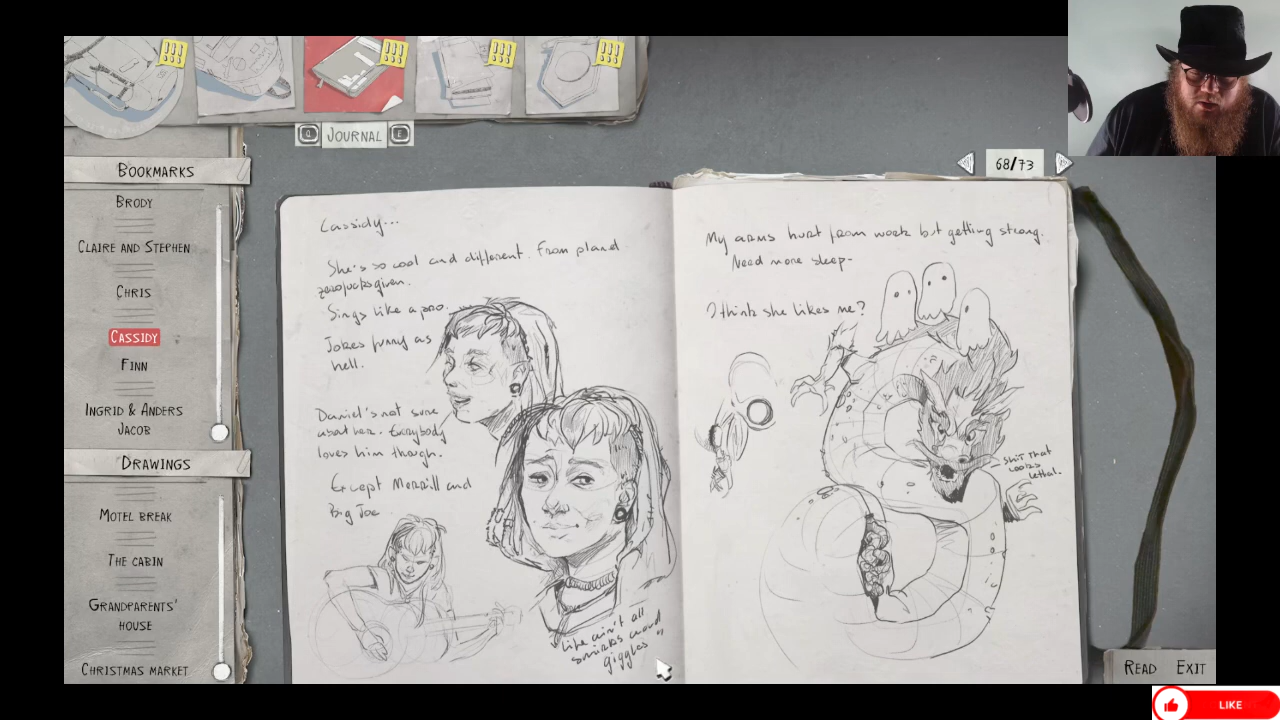 JOURNAL
Q
E
68/73
BOOKMARKS
BRODY
CLAIRE AND STEPHEN
CHRIS
CASSIDY
FINN
INGRID & ANDERS
JACOB
DRAWINGS
MOTEL BREAK
THE CABIN
GRANDPARENTS'
HOUSE
CHRISTMAS MARKET
Cassidy...
She's so cool and different. From planet
zerofucksgiven.
Sings like a pro.
Jokes funny as
hell.
Daniel's not sure
about her. Everybody
loves him though.
Except Merrill and
Big Joe.
"Life ain't all
smirks and
giggles"
My arms hurt from work but getting strong.
Need more sleep.
I think she likes me?
Shit that
looks
lethal.
READ EXIT
LIKE